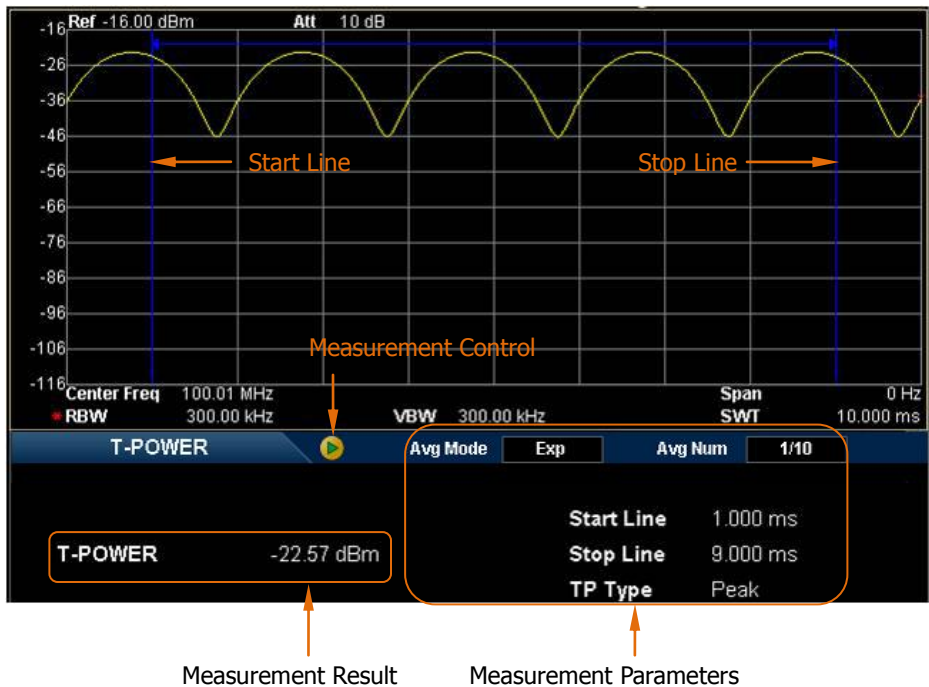 Ref -16.00 dBm Att 10 dB
-16
-26
-36
-46
Start Line Stop Line
-56
-66
-76
-86
-96
-106
Measurement Control
-116
Center Freq 100.01 MHz Span 0 Hz
* RBW 300.00 kHz VBW 300.00 kHz SWT 10.000 ms
T-POWER Avg Mode Exp Avg Num 1/10
Start Line 1.000 ms
T-POWER -22.57 dBm Stop Line 9.000 ms
TP Type Peak
Measurement Result Measurement Parameters